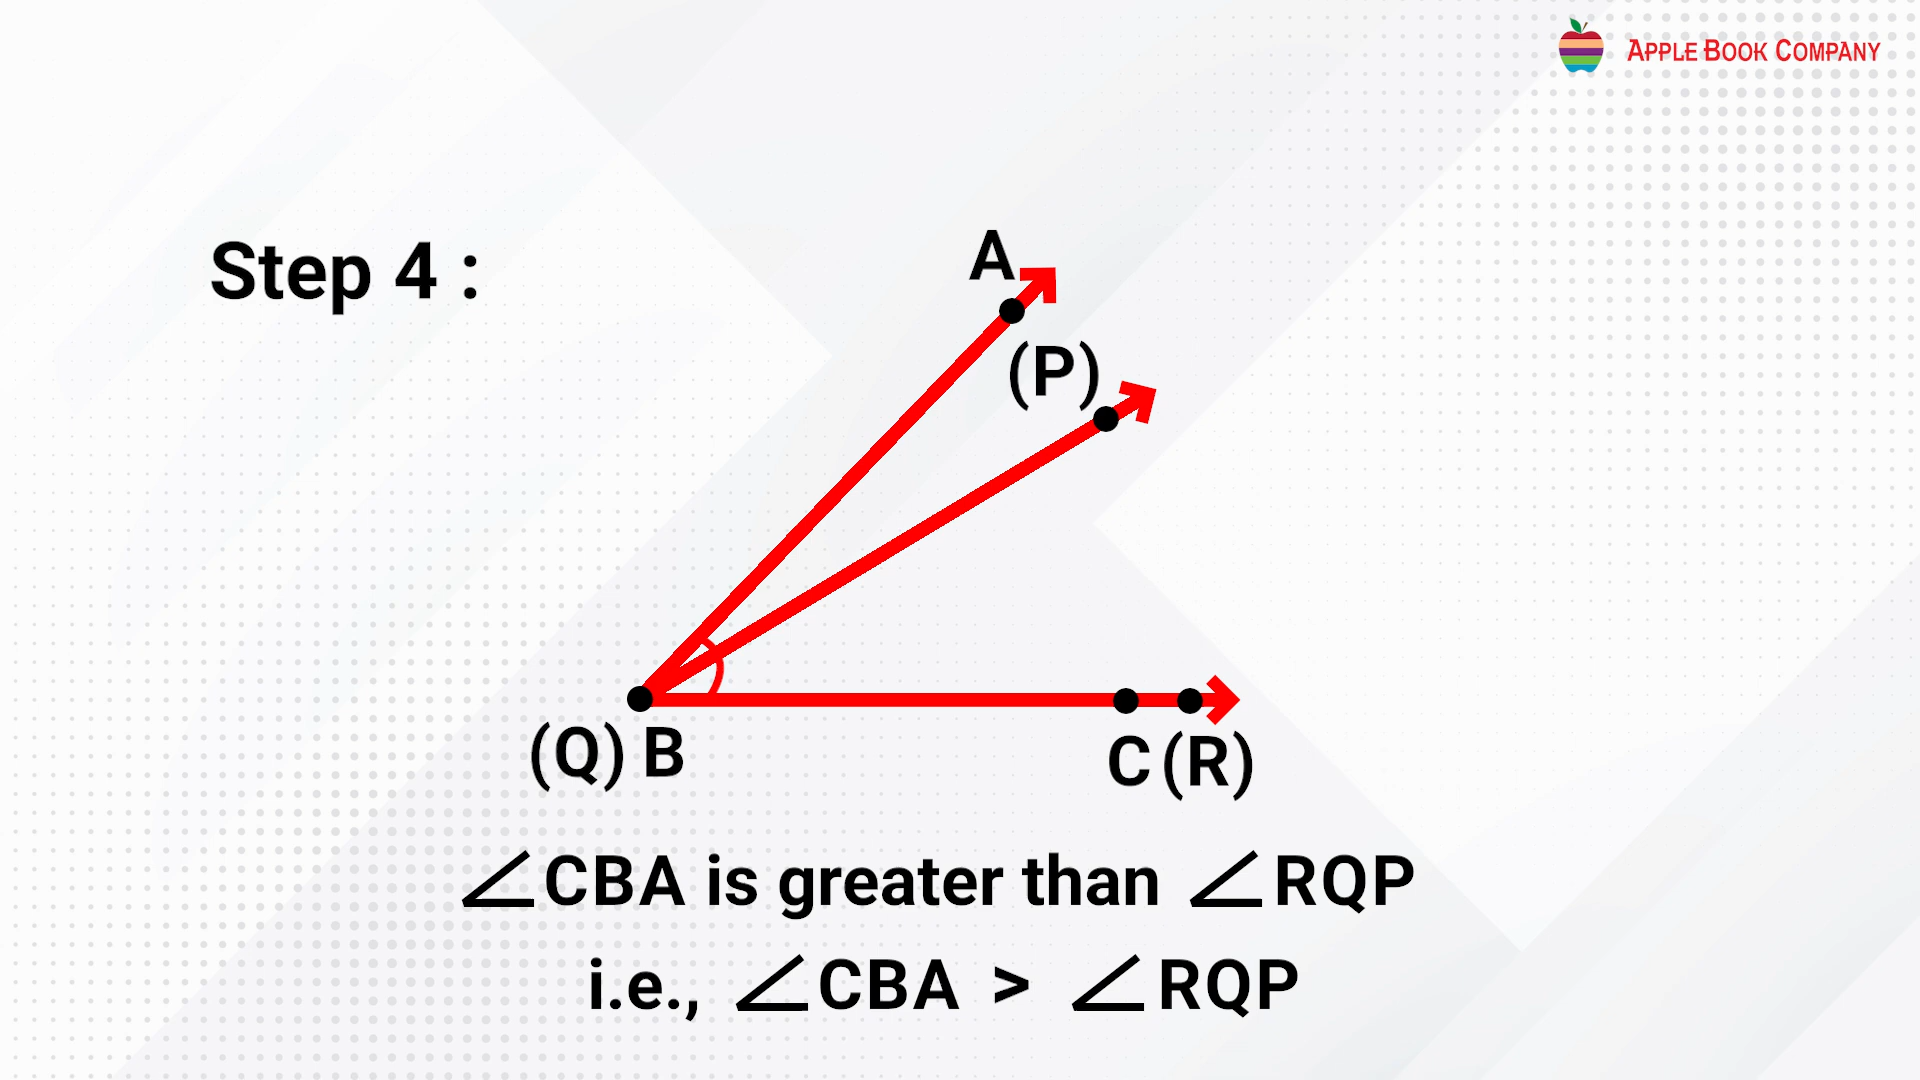 APPLE BOOK COMPANY
Step 4 :
A
(P)
(Q) B
C (R)
∠CBA is greater than ∠RQP
i.e., ∠CBA > ∠RQP